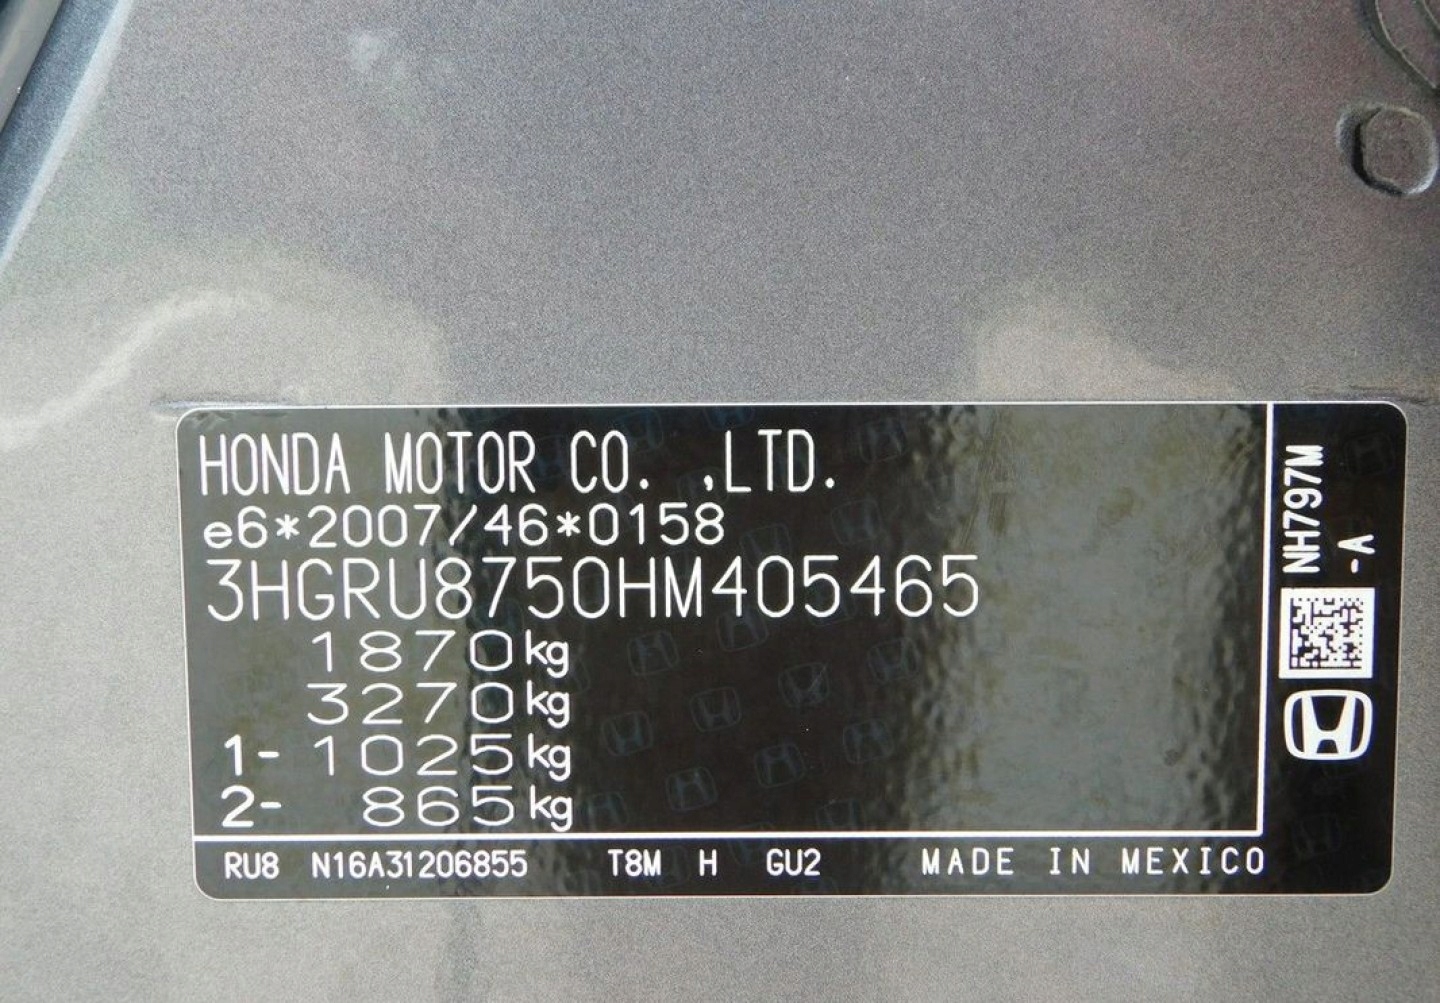 HONDA MOTOR CO. ,LTD.
e6*2007/46*0158
3HGRU8750HM405465
1870kg
3270kg
1- 1025kg
2- 865kg
RU8 N16A31206855 T8M H GU2 MADE IN MEXICO
NH797M
-A